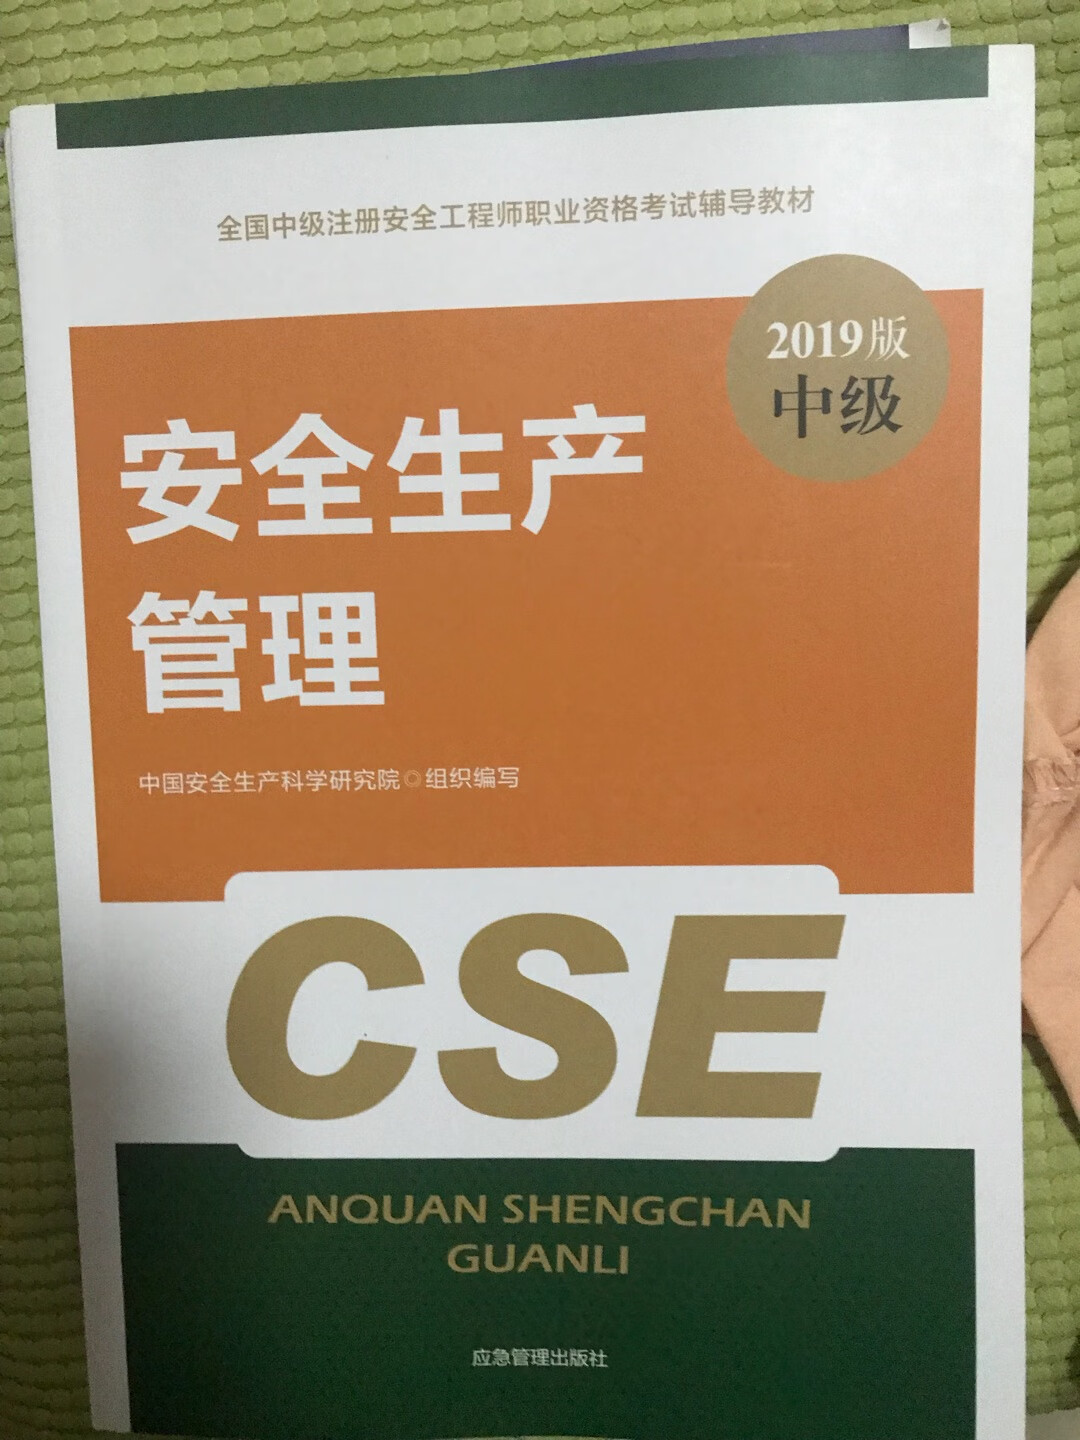 全国中级注册安全工程师职业资格考试辅导教材
2019版
中级
安全生产
管理
中国安全生产科学研究院◎组织编写
CSE
ANQUAN SHENGCHAN
GUANLI
应急管理出版社